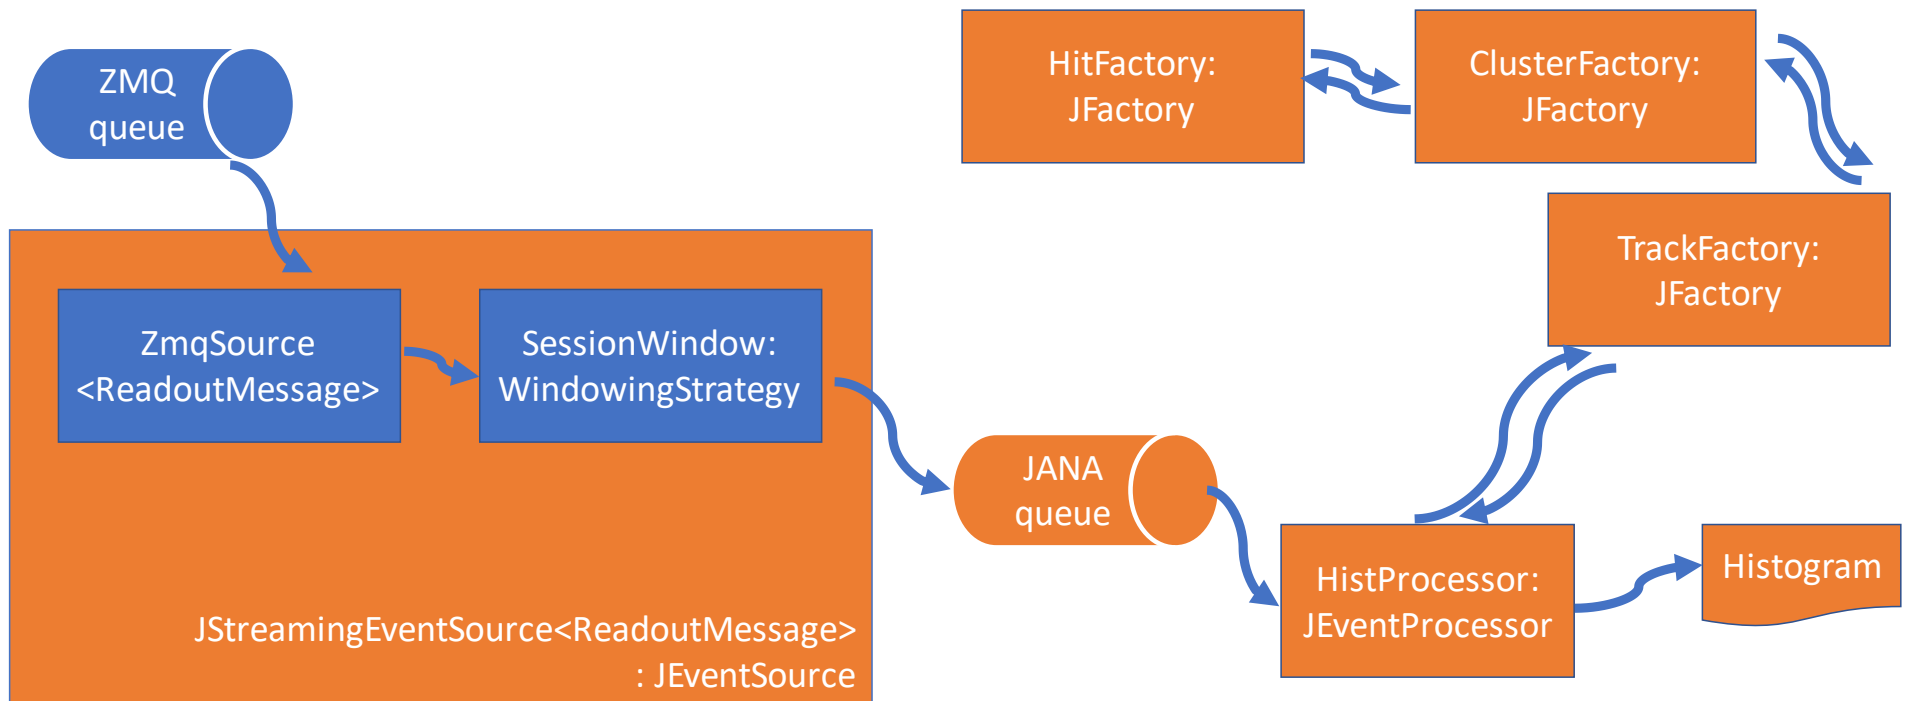 ZMQ
queue
HitFactory:
JFactory
ClusterFactory:
JFactory
TrackFactory:
JFactory
ZmqSource
<ReadoutMessage>
SessionWindow:
WindowingStrategy
JANA
queue
HistProcessor:
JEventProcessor
Histogram
JStreamingEventSource<ReadoutMessage>
: JEventSource